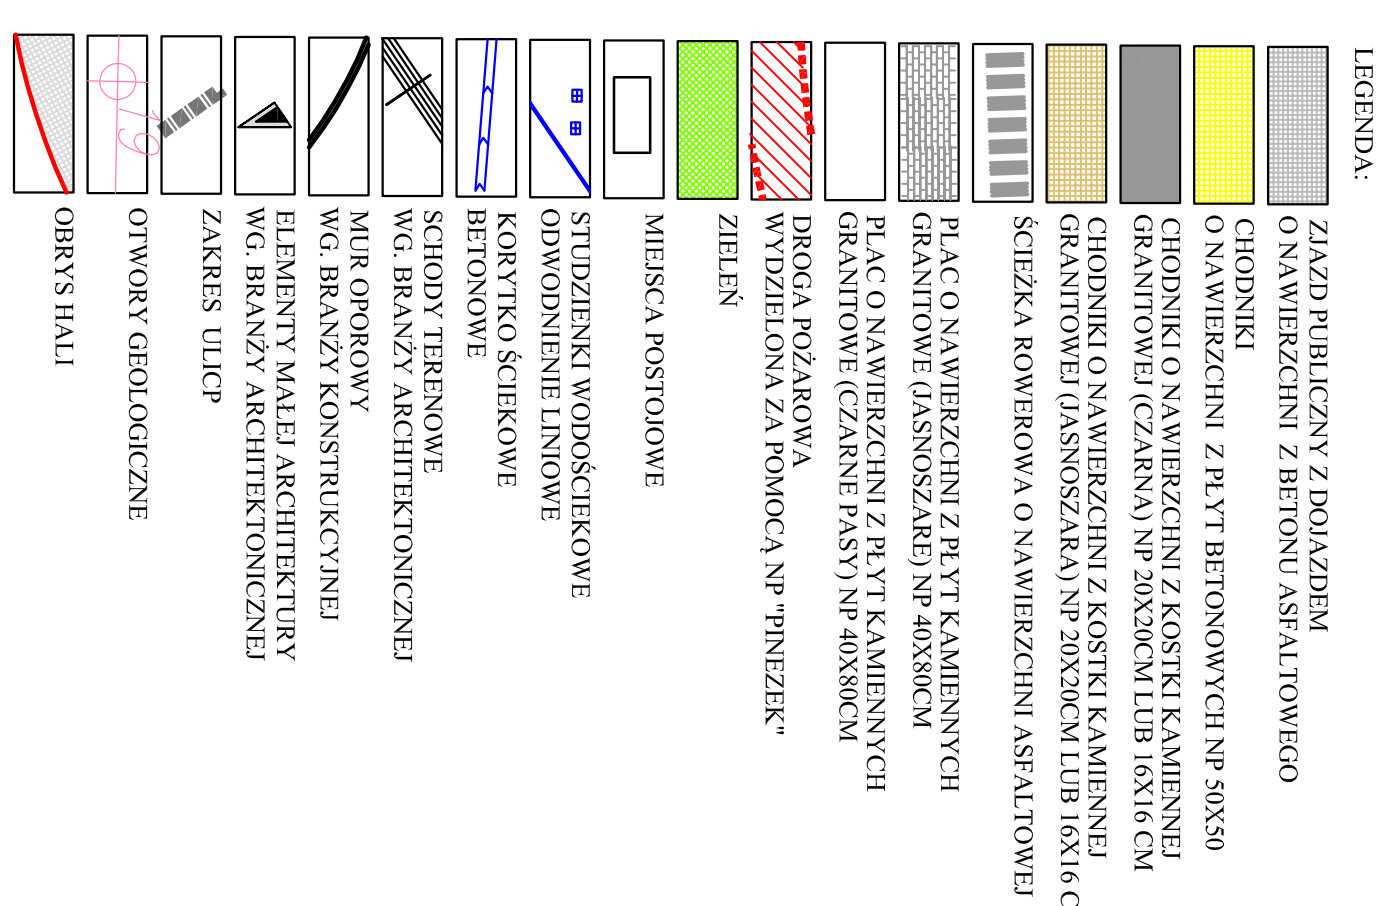 LEGENDA:
ZJAZD PUBLICZNY Z DOJAZDEM
O NAWIERZCHNI Z BETONU ASFALTOWEGO
CHODNIKI
O NAWIERZCHNI Z PŁYT BETONOWYCH NP 50X50
CHODNIKI O NAWIERZCHNI Z KOSTKI KAMIENNEJ
GRANITOWEJ (CZARNA) NP 20X20CM LUB 16X16 CM
CHODNIKI O NAWIERZCHNI Z KOSTKI KAMIENNEJ
GRANITOWEJ (JASNOSZARA) NP 20X20CM LUB 16X16 C
ŚCIEŻKA ROWEROWA O NAWIERZCHNI ASFALTOWEJ
PLAC O NAWIERZCHNI Z PŁYT KAMIENNYCH
GRANITOWE (JASNOSZARE) NP 40X80CM
PLAC O NAWIERZCHNI Z PŁYT KAMIENNYCH
GRANITOWE (CZARNE PASY) NP 40X80CM
DROGA POŻAROWA
WYDZIELONA ZA POMOCĄ NP "PINEZEK"
ZIELEŃ
MIEJSCA POSTOJOWE
STUDZIENKI WODOŚCIEKOWE
ODWODNIENIE LINIOWE
KORYTKO ŚCIEKOWE
BETONOWE
SCHODY TERENOWE
WG. BRANŻY ARCHITEKTONICZNEJ
MUR OPOROWY
WG. BRANŻY KONSTRUKCYJNEJ
ELEMENTY MAŁEJ ARCHITEKTURY
WG. BRANŻY ARCHITEKTONICZNEJ
ZAKRES ULICP
OTWORY GEOLOGICZNE
OBRYS HALI